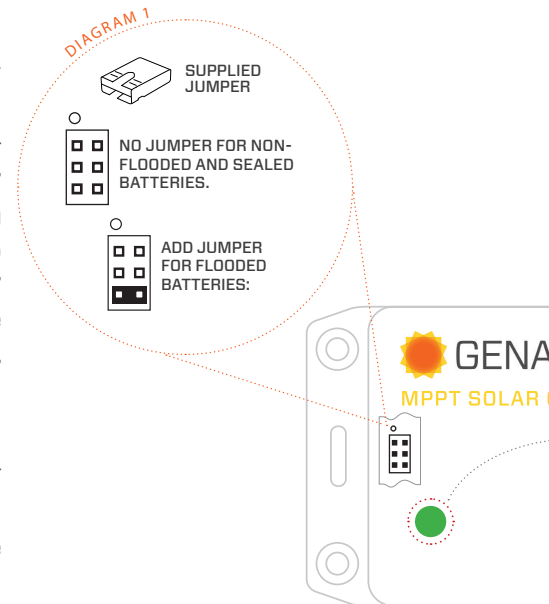 DIAGRAM 1
SUPPLIED
JUMPER
NO JUMPER FOR NON-
FLOODED AND SEALED
BATTERIES.
ADD JUMPER
FOR FLOODED
BATTERIES:
GENA
MPPT SOLAR